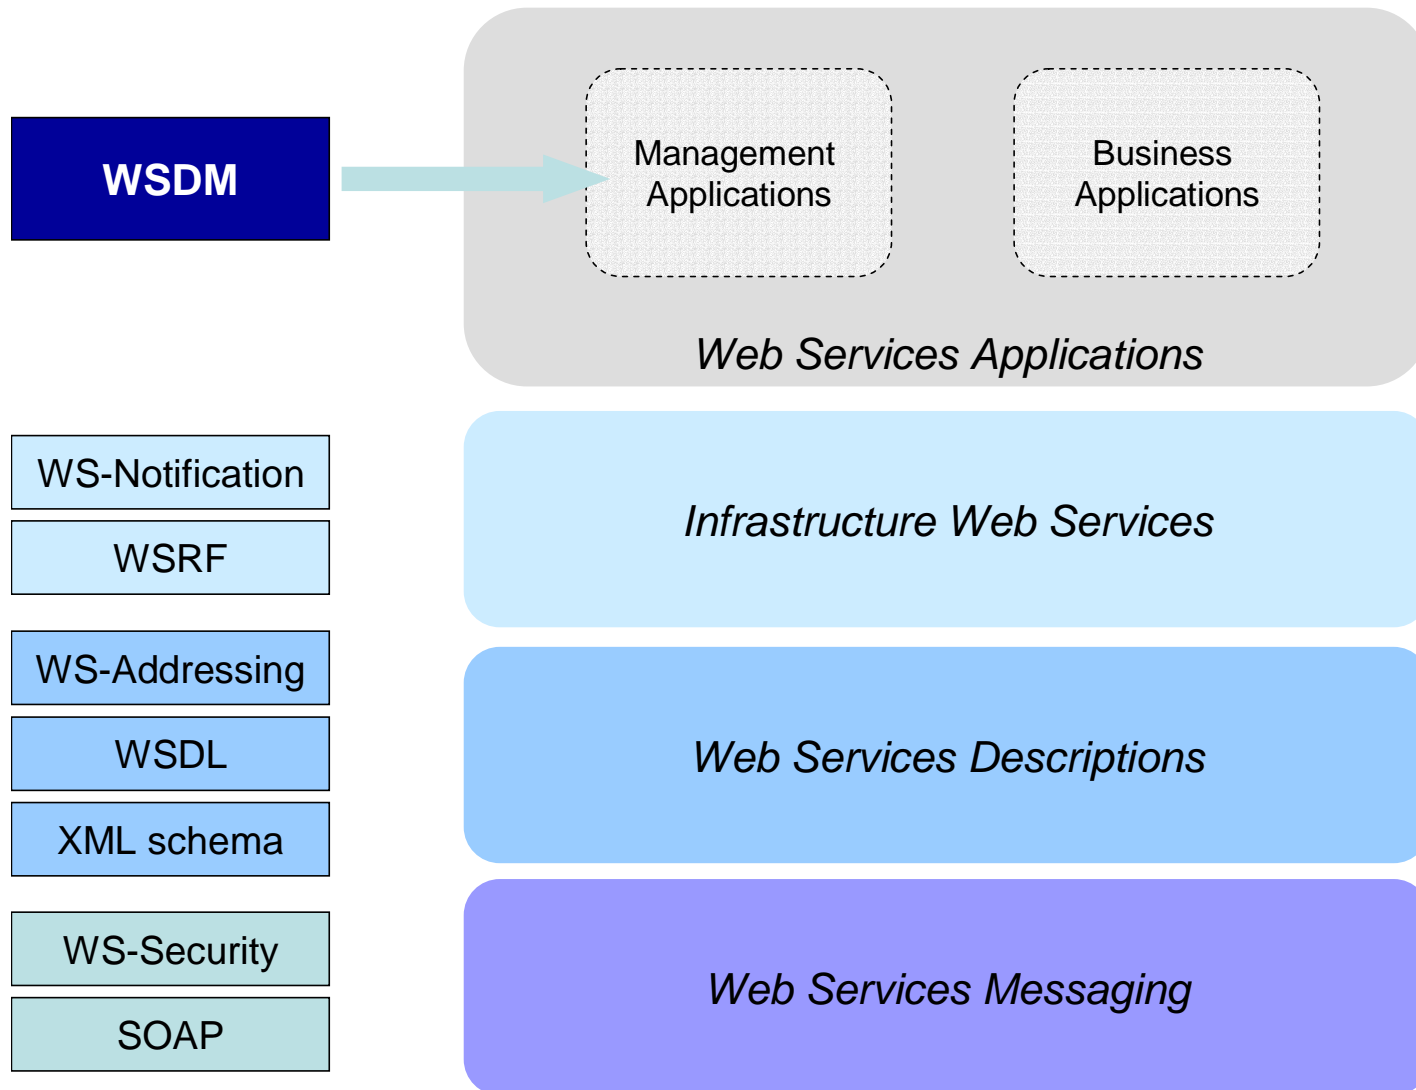 WSDM
Management
Applications
Business
Applications
Web Services Applications
WS-Notification
WSRF
Infrastructure Web Services
WS-Addressing
WSDL
XML schema
Web Services Descriptions
WS-Security
SOAP
Web Services Messaging